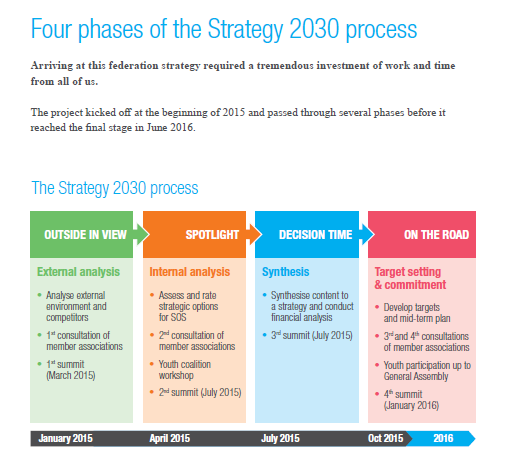 Four phases of the Strategy 2030 process
Arriving at this federation strategy required a tremendous investment of work and time
from all of us.
The project kicked off at the beginning of 2015 and passed through several phases before it
reached the final stage in June 2016.
The Strategy 2030 process
OUTSIDE IN VIEW
External analysis
• Analyse external
environment and
competitors
• 1st consultation of
member associations
• 1st summit
(March 2015)
SPOTLIGHT
Internal analysis
• Assess and rate
strategic options
for SOS
• 2nd consultation of
member associations
• Youth coalition
workshop
• 2nd summit (July 2015)
DECISION TIME
Synthesis
• Synthesise content to
a strategy and conduct
financial analysis
• 3rd summit (July 2015)
ON THE ROAD
Target setting
& commitment
• Develop targets
and mid-term plan
• 3rd and 4th consultations
of member associations
• Youth participation up to
General Assembly
• 4th summit
(January 2016)
January 2015
April 2015
July 2015
Oct 2015
2016